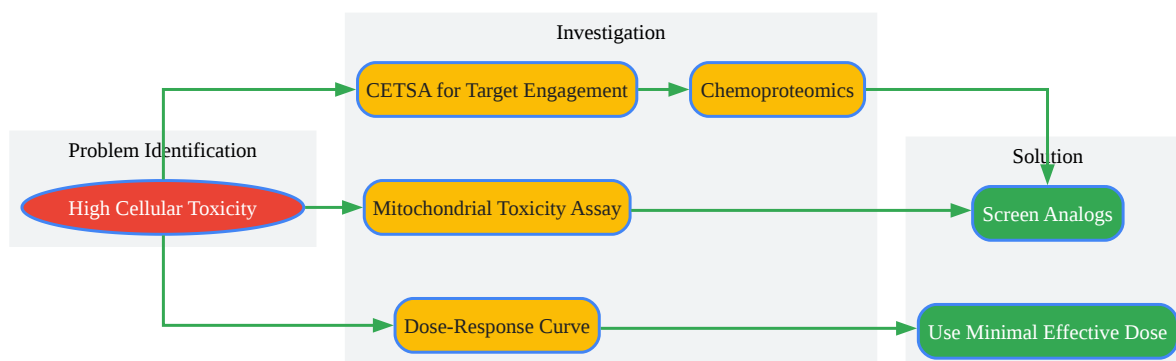 Investigation
CETSA for Target Engagement
Chemoproteomics
Problem Identification
Solution
High Cellular Toxicity
Mitochondrial Toxicity Assay
Screen Analogs
Dose-Response Curve
Use Minimal Effective Dose